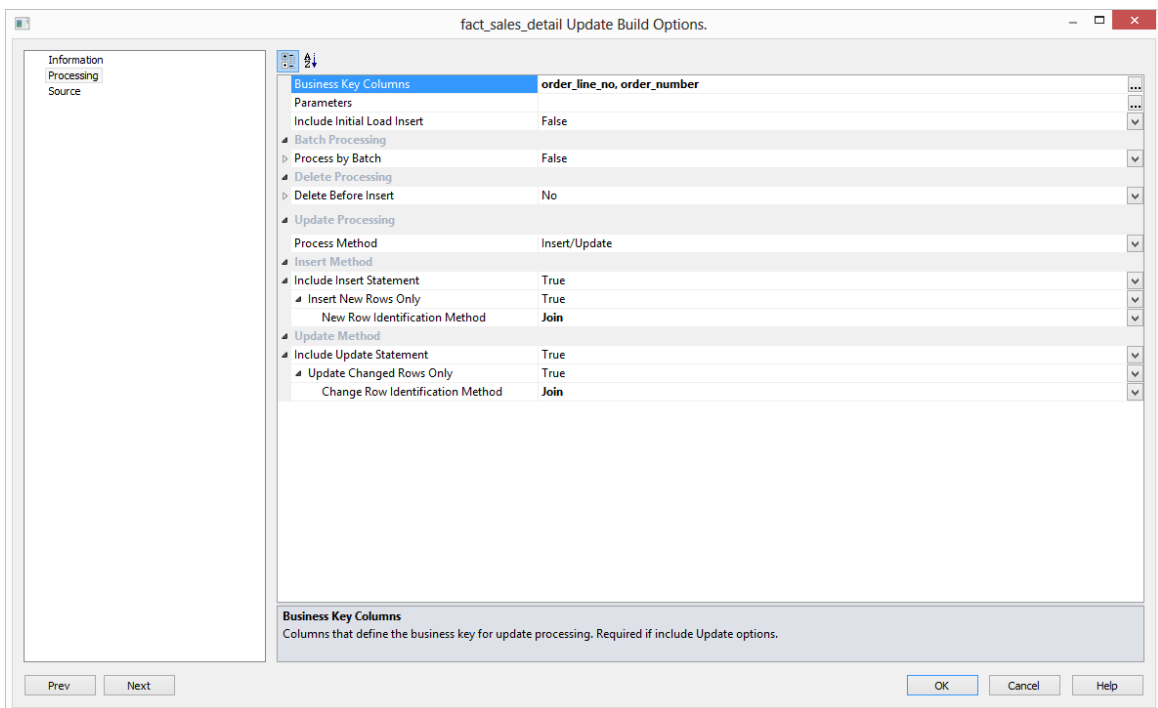 fact_sales_detail Update Build Options.
Information
Processing
Source
Business Key Columns order_line_no, order_number ...
Parameters ...
Include Initial Load Insert False
Batch Processing
Process by Batch False
Delete Processing
Delete Before Insert No
Update Processing
Process Method Insert/Update
Insert Method
Include Insert Statement True
Insert New Rows Only True
New Row Identification Method Join
Update Method
Include Update Statement True
Update Changed Rows Only True
Change Row Identification Method Join
Business Key Columns
Columns that define the business key for update processing. Required if include Update options.
Prev Next OK Cancel Help